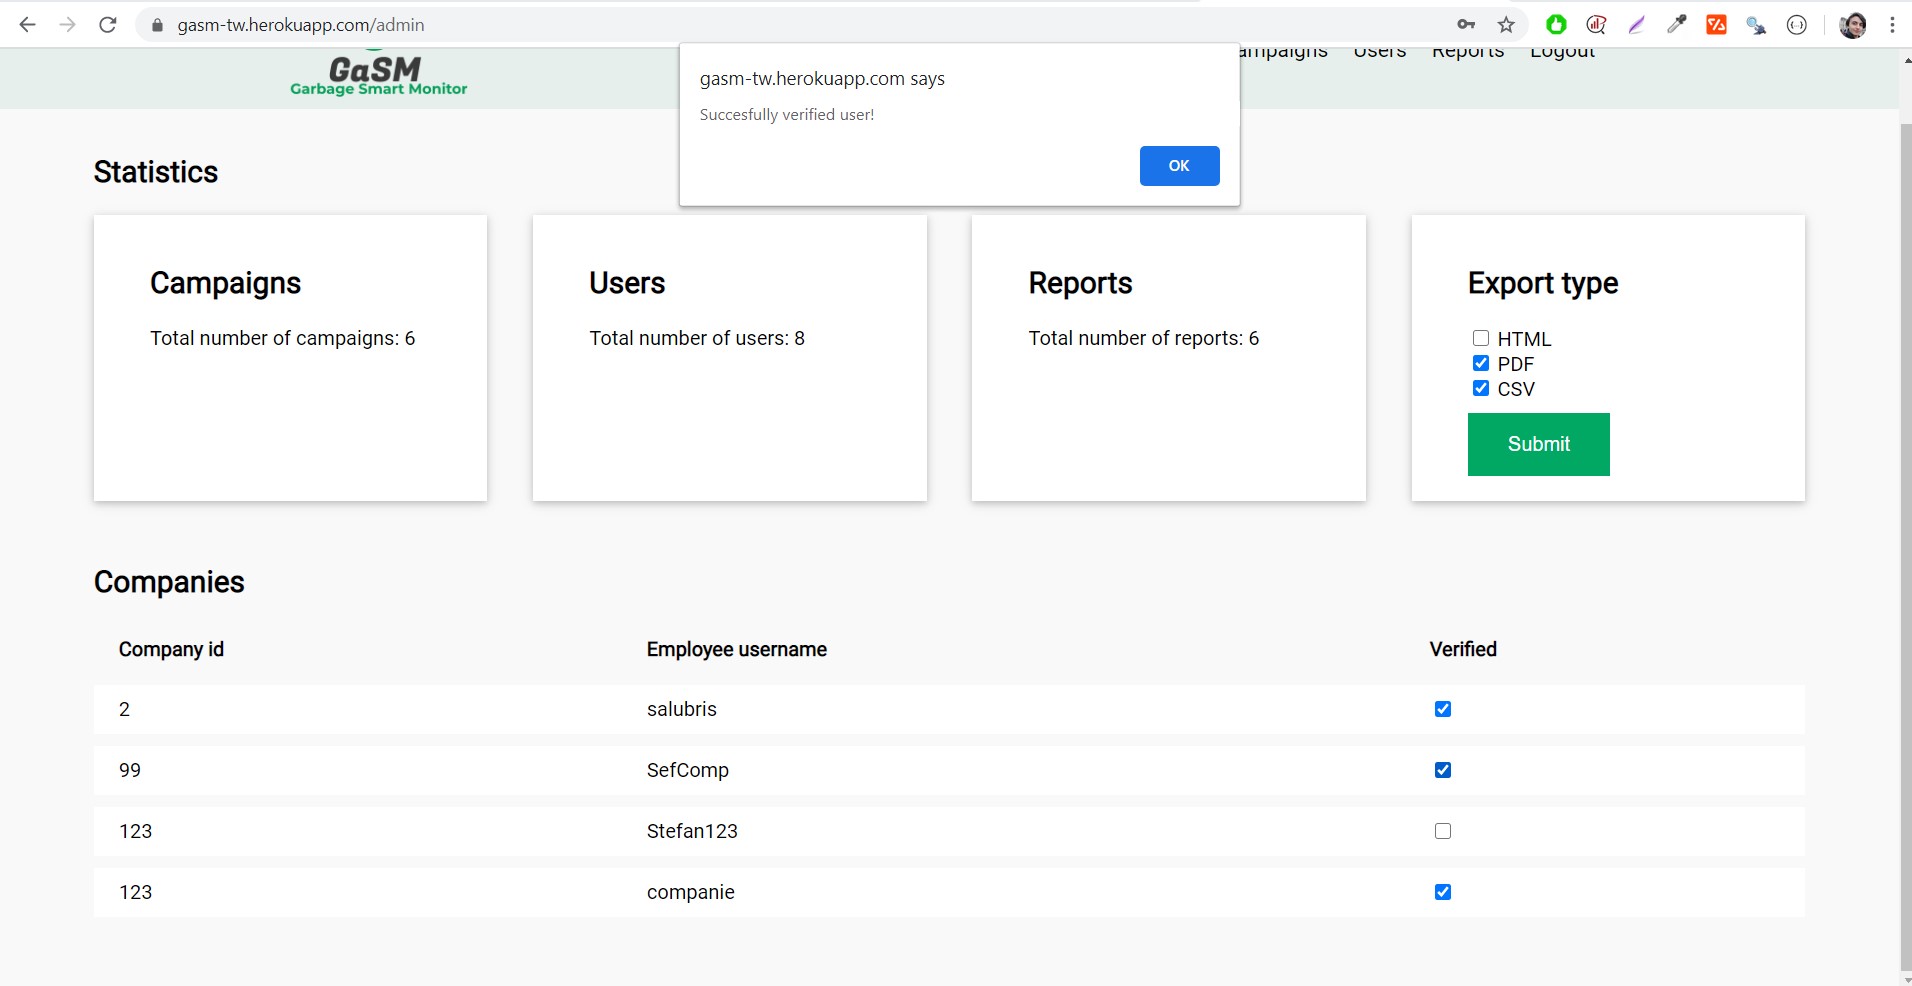 gasm-tw.herokuapp.com/admin
GaSM
Garbage Smart Monitor
ampaigns Users Reports Logout
gasm-tw.herokuapp.com says
Succesfully verified user!
OK
Statistics
Campaigns
Total number of campaigns: 6
Users
Total number of users: 8
Reports
Total number of reports: 6
Export type
HTML
PDF
CSV
Submit
Companies
Company id Employee username Verified
2 salubris
99 SefComp
123 Stefan123
123 companie